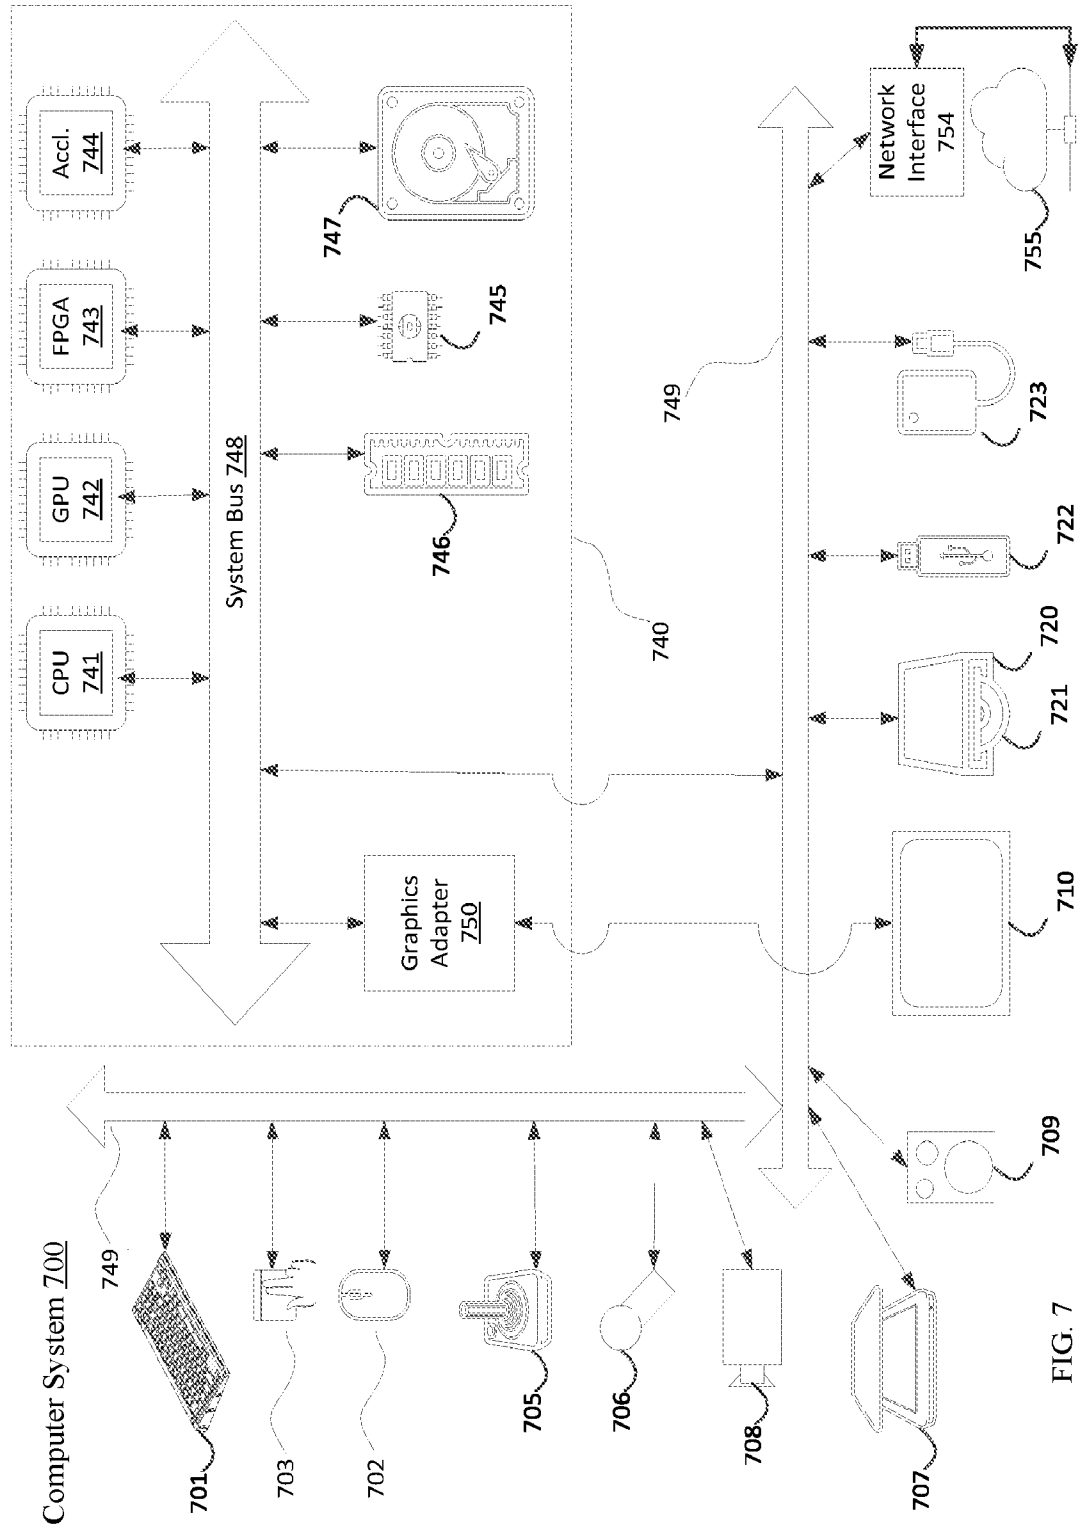 Computer System 700
CPU
741
GPU
742
FPGA
743
Accl.
744
System Bus 748
Graphics
Adapter
750
746
745
747
740
749
701
703
702
705
706
708
707
749
709
710
721
720
722
723
Network
Interface
754
755
FIG. 7